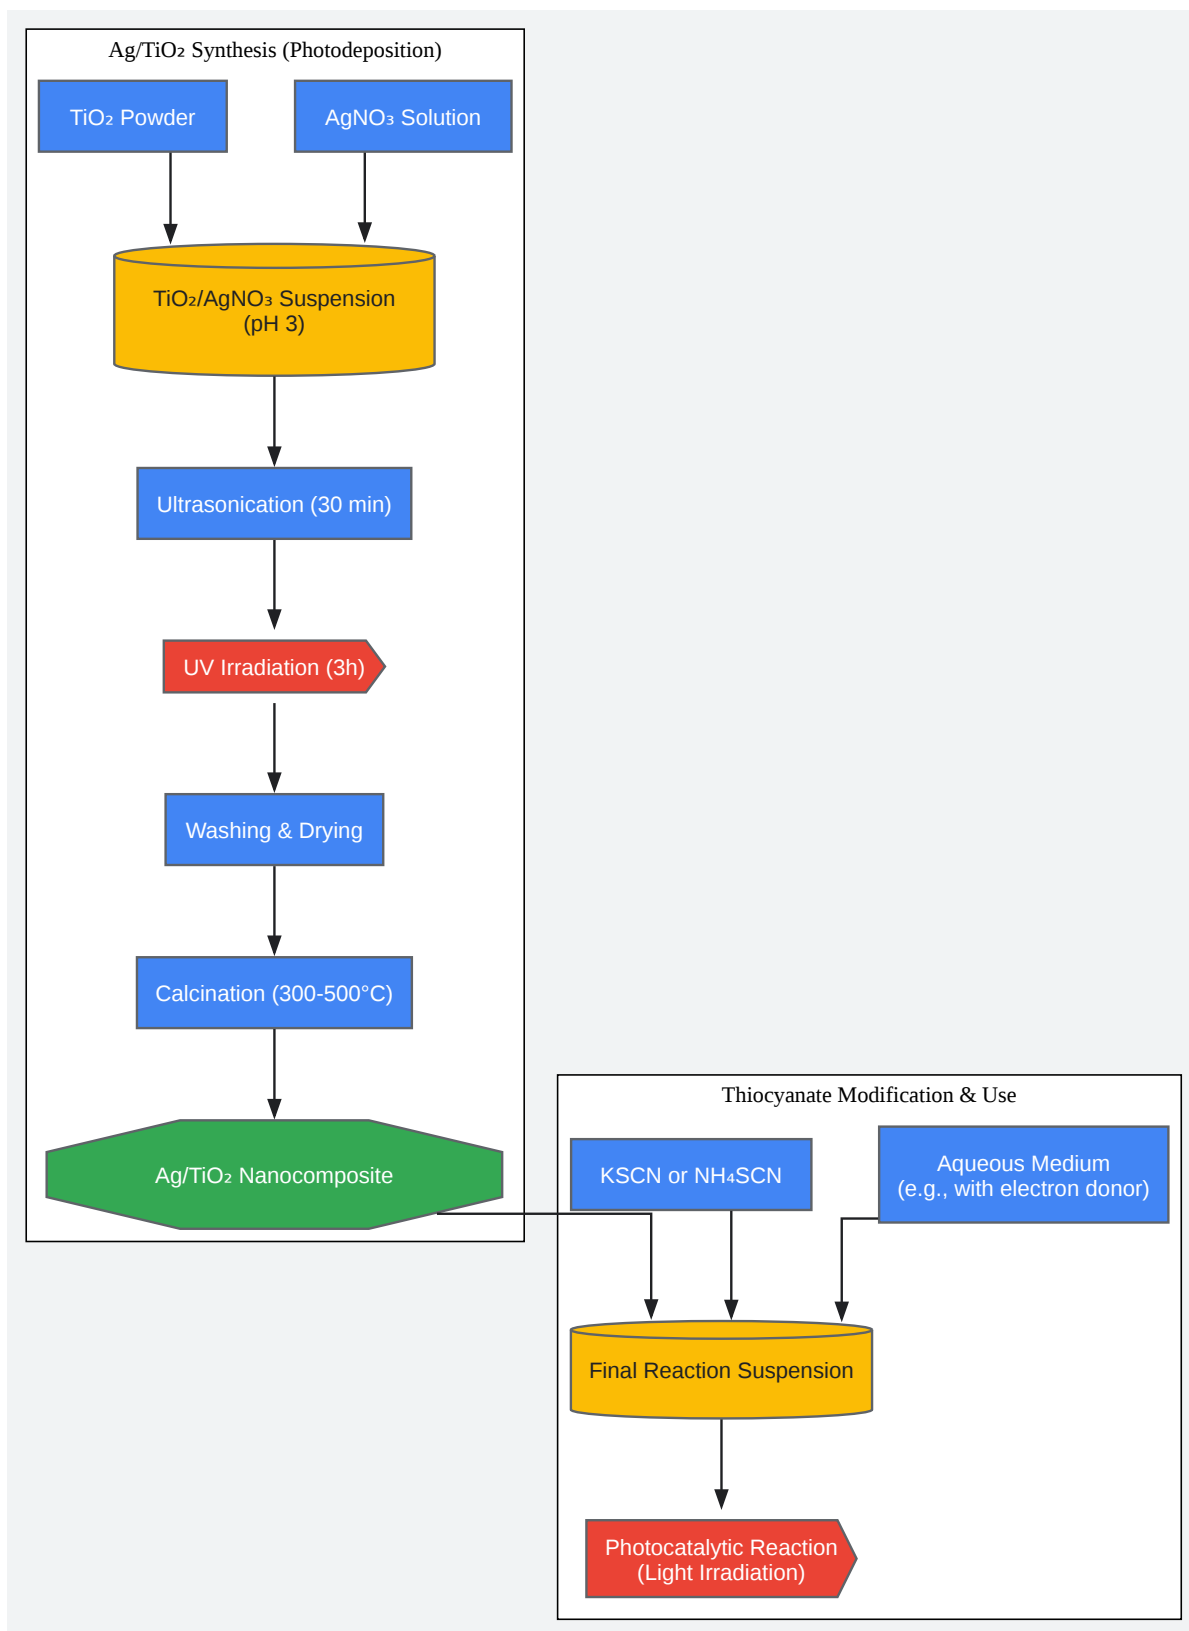 Ag/TiO₂ Synthesis (Photodeposition)
TiO₂ Powder
AgNO₃ Solution
TiO₂/AgNO₃ Suspension
(pH 3)
Ultrasonication (30 min)
UV Irradiation (3h)
Washing & Drying
Calcination (300-500°C)
Ag/TiO₂ Nanocomposite
Thiocyanate Modification & Use
KSCN or NH₄SCN
Aqueous Medium
(e.g., with electron donor)
Final Reaction Suspension
Photocatalytic Reaction
(Light Irradiation)